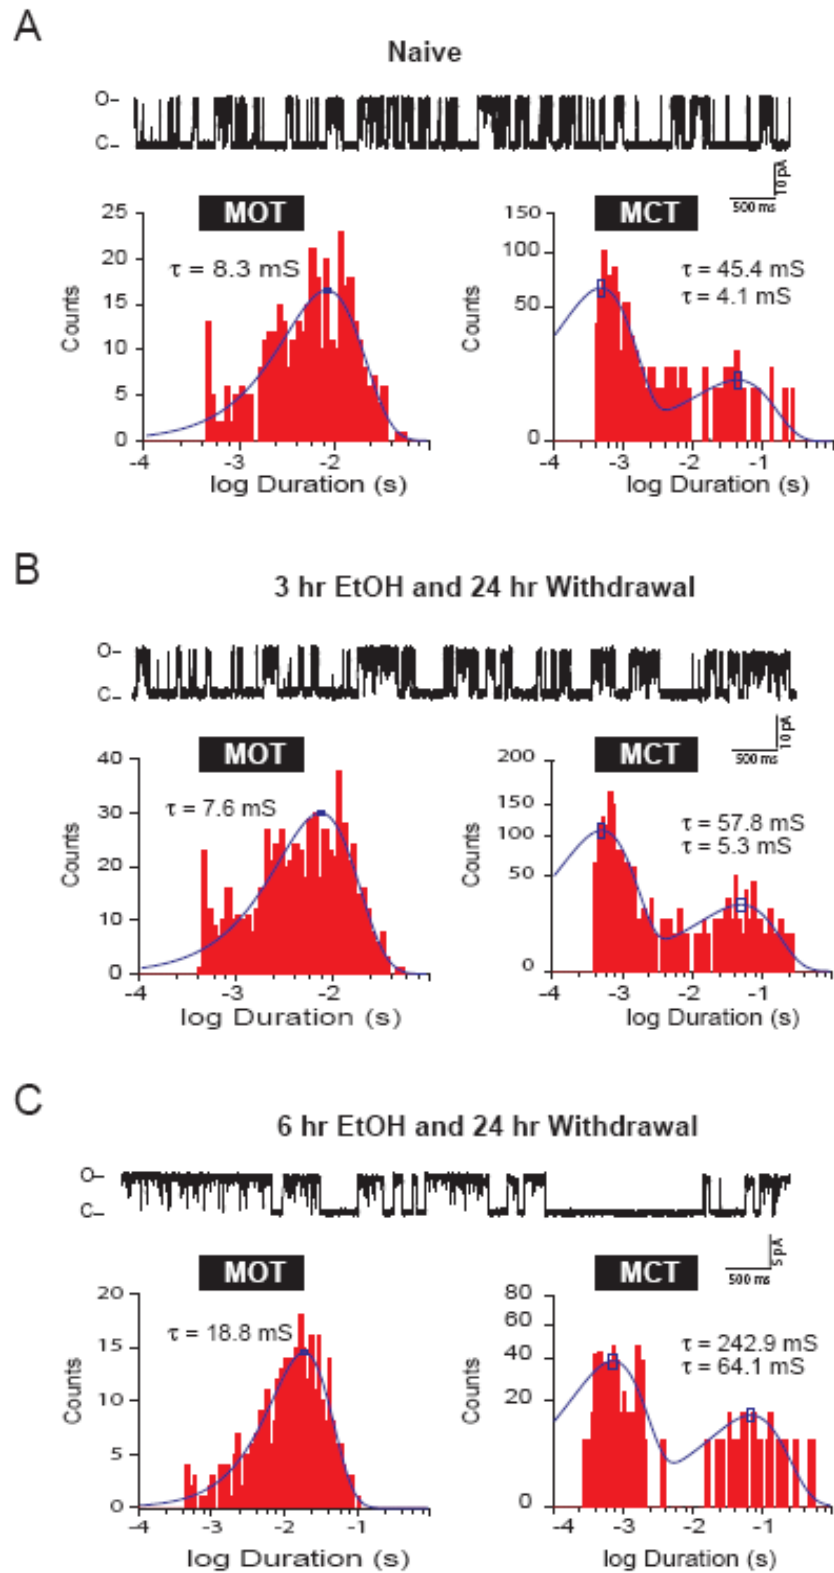 A
Naive
O–
C–
10 pA
500 ms
MOT
MCT
25
20
15
10
5
0
Counts
τ = 8.3 mS
-4
-3
-2
log Duration (s)
150
100
50
0
Counts
τ = 45.4 mS
τ = 4.1 mS
-4
-3
-2
-1
log Duration (s)
B
3 hr EtOH and 24 hr Withdrawal
O–
C–
10 pA
500 ms
MOT
MCT
40
30
20
10
0
Counts
τ = 7.6 mS
-3
-2
log Duration (s)
200
150
100
50
0
Counts
τ = 57.8 mS
τ = 5.3 mS
-4
-3
-2
-1
log Duration (s)
C
6 hr EtOH and 24 hr Withdrawal
O–
C–
5 pA
500 ms
MOT
MCT
20
15
10
5
0
Counts
τ = 18.8 mS
-4
-3
-2
-1
log Duration (s)
80
60
40
20
0
Counts
τ = 242.9 mS
τ = 64.1 mS
-4
-3
-2
-1
log Duration (s)